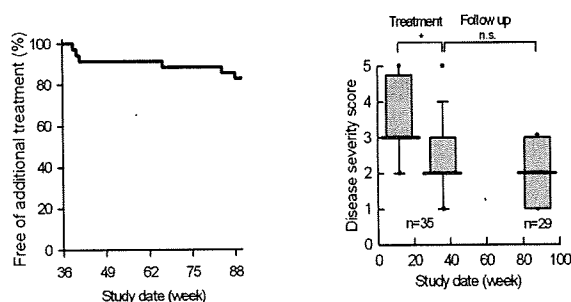 Free of additional treatment (%)
100
80
60
40
20
0
36 49 62 75 88
Study date (week)
Treatment Follow up
* n.s.
Disease severity score
5
4
3
2
1
n=35 n=29
0 20 40 60 80 100
Study date (week)